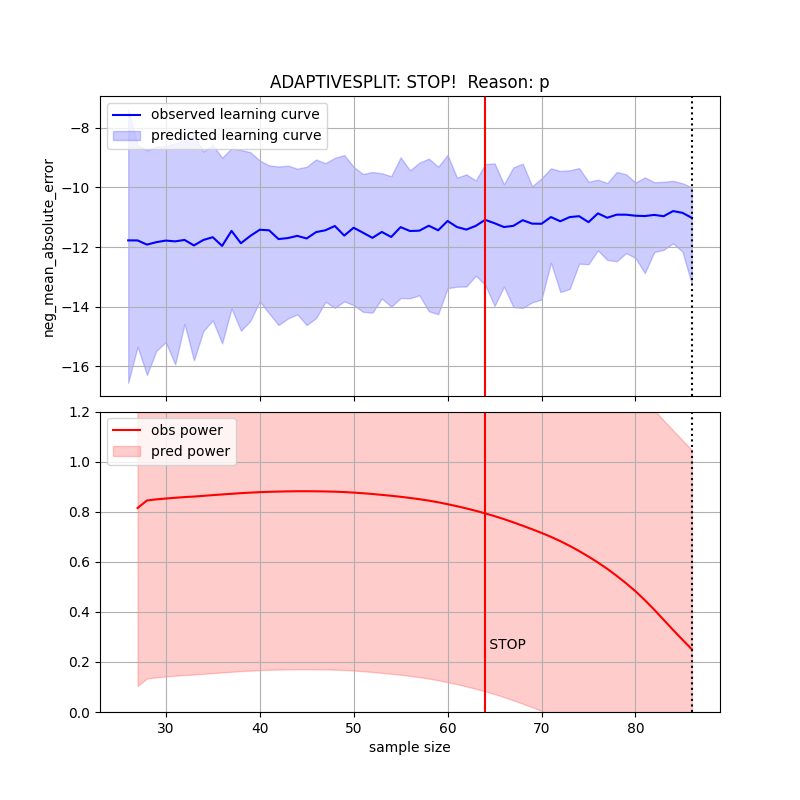 ADAPTIVESPLIT: STOP!  Reason: p
observed learning curve
predicted learning curve
neg_mean_absolute_error
−8
−10
−12
−14
−16
obs power
pred power
1.2
1.0
0.8
0.6
0.4
0.2
0.0
STOP
30
40
50
60
70
80
sample size